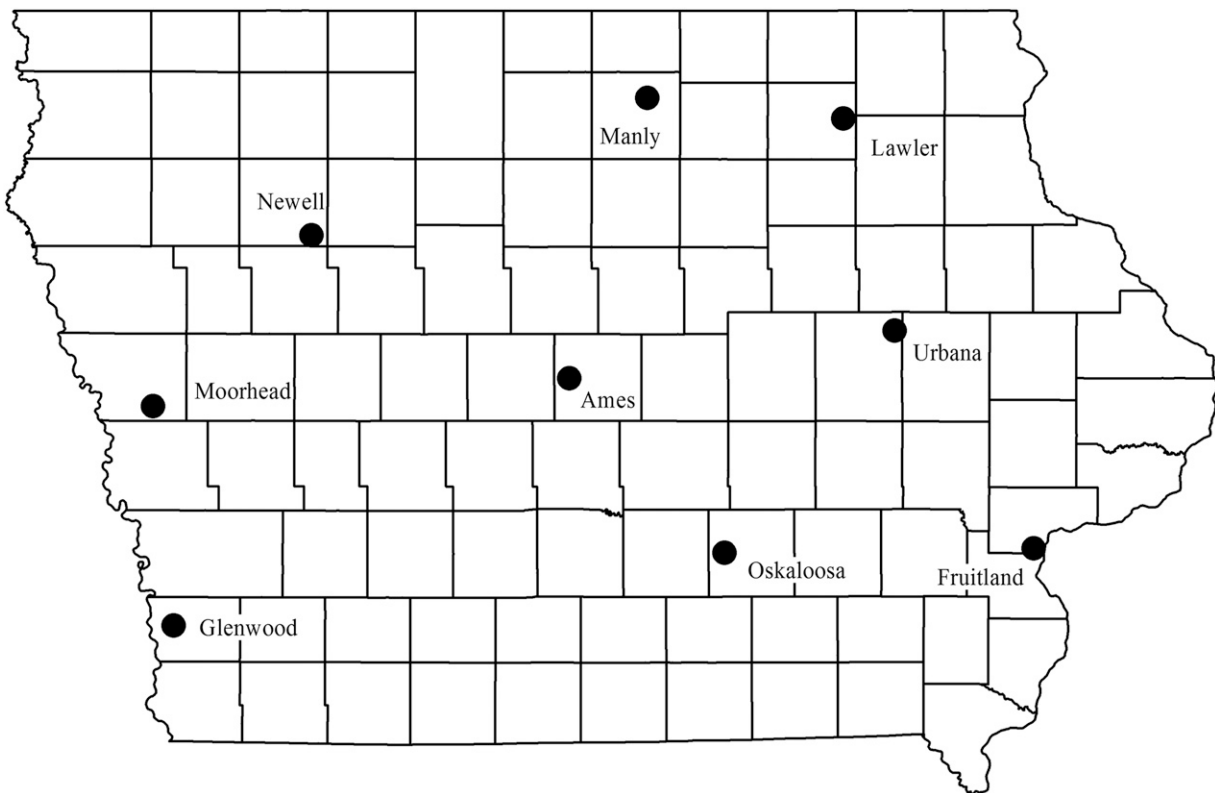 Manly
Lawler
Newell
Urbana
Moorhead
Ames
Oskaloosa
Fruitland
Glenwood